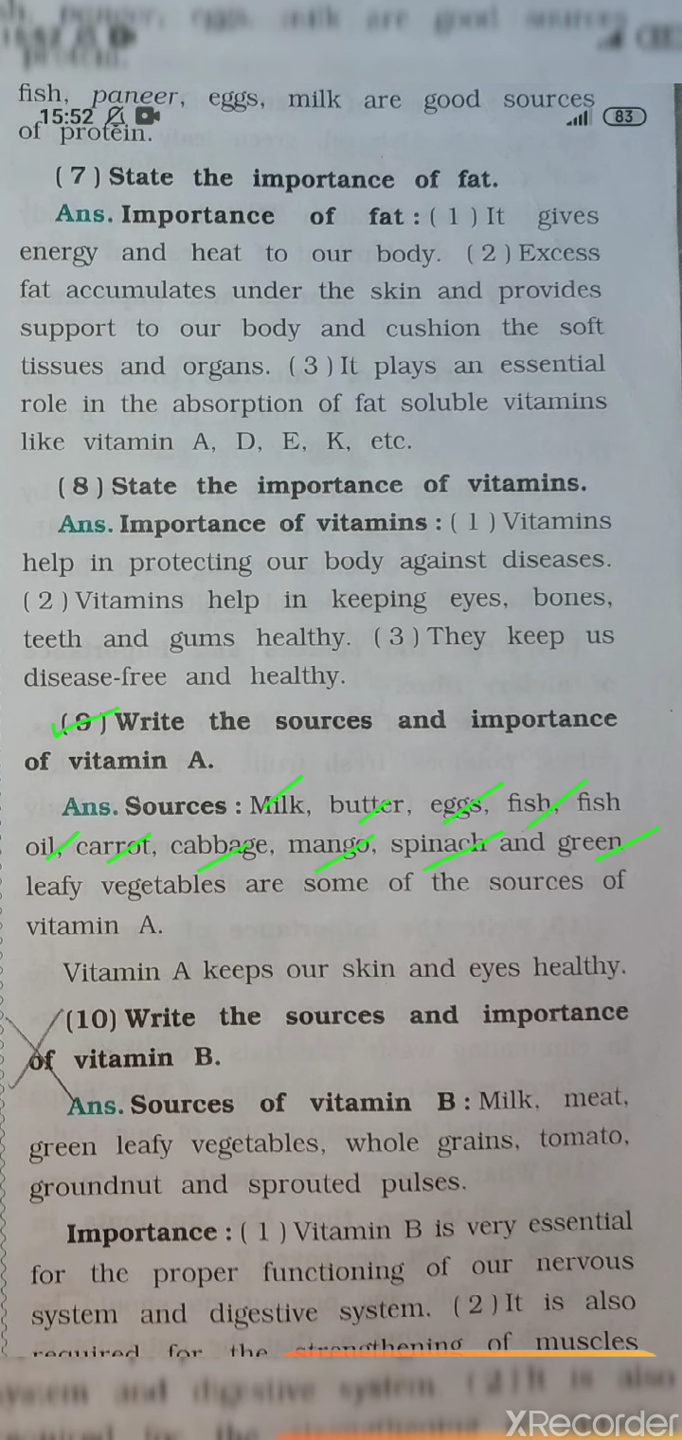 fish, paneer, eggs, milk are good sources
15:52 83
of protein.
(7) State the importance of fat.
Ans. Importance of fat : (1) It gives
energy and heat to our body. (2) Excess
fat accumulates under the skin and provides
support to our body and cushion the soft
tissues and organs. (3) It plays an essential
role in the absorption of fat soluble vitamins
like vitamin A, D, E, K, etc.
(8) State the importance of vitamins.
Ans. Importance of vitamins : (1) Vitamins
help in protecting our body against diseases.
(2) Vitamins help in keeping eyes, bones,
teeth and gums healthy. (3) They keep us
disease-free and healthy.
(9) Write the sources and importance
of vitamin A.
Ans. Sources : Milk, butter, eggs, fish, fish
oil, carrot, cabbage, mango, spinach and green
leafy vegetables are some of the sources of
vitamin A.
Vitamin A keeps our skin and eyes healthy.
(10) Write the sources and importance
of vitamin B.
Ans. Sources of vitamin B : Milk, meat,
green leafy vegetables, whole grains, tomato,
groundnut and sprouted pulses.
Importance : (1) Vitamin B is very essential
for the proper functioning of our nervous
system and digestive system. (2) It is also
required for the strengthening of muscles
system and digestive system. (2) It is also
XRecorder